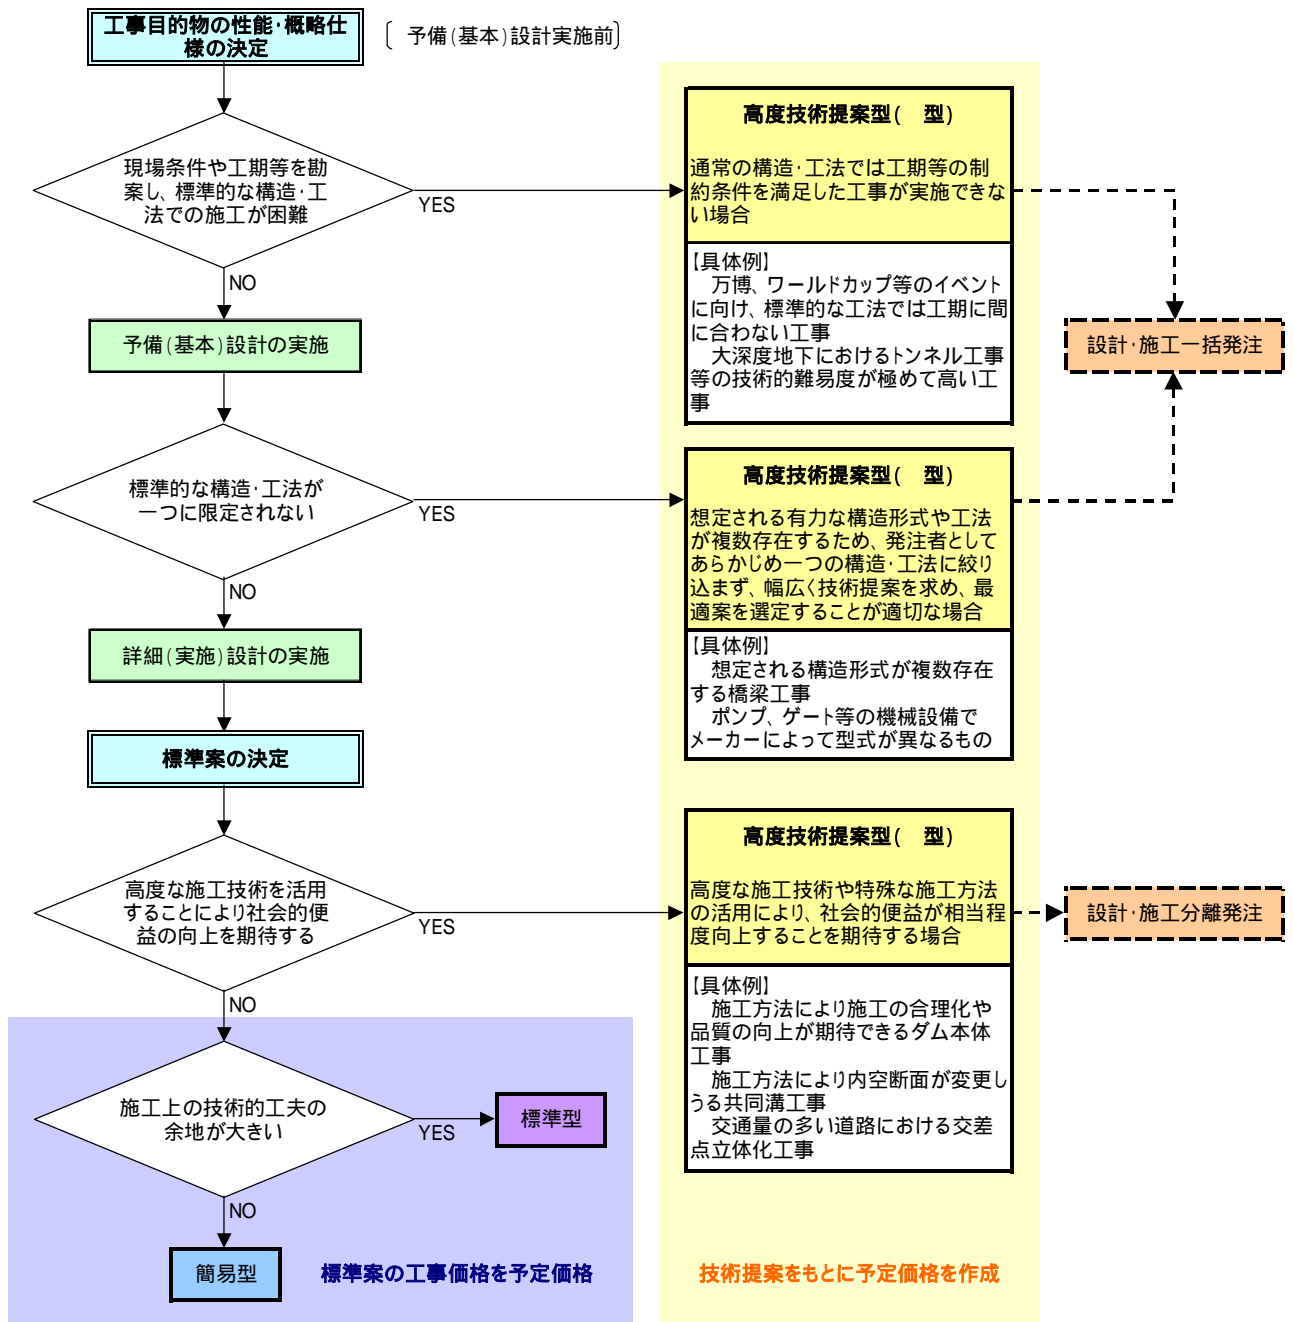 工事目的物の性能・概略仕
様の決定
〔 予備(基本)設計実施前〕
現場条件や工期等を勘
案し、標準的な構造・工
法での施工が困難
YES
NO
高度技術提案型(　型)
通常の構造・工法では工期等の制
約条件を満足した工事が実施できな
い場合
【具体例】
　万博、ワールドカップ等のイベント
に向け、標準的な工法では工期に間
に合わない工事
　大深度地下におけるトンネル工事
等の技術的難易度が極めて高い工
事
設計・施工一括発注
予備(基本)設計の実施
標準的な構造・工法が
一つに限定されない
YES
NO
高度技術提案型(　型)
想定される有力な構造形式や工法
が複数存在するため、発注者として
あらかじめ一つの構造・工法に絞り
込まず、幅広く技術提案を求め、最
適案を選定することが適切な場合
【具体例】
　想定される構造形式が複数存在
する橋梁工事
　ポンプ、ゲート等の機械設備で
メーカーによって型式が異なるもの
詳細(実施)設計の実施
標準案の決定
高度な施工技術を活用
することにより社会的便
益の向上を期待する
YES
NO
高度技術提案型(　型)
高度な施工技術や特殊な施工方法
の活用により、社会的便益が相当程
度向上することを期待する場合
【具体例】
　施工方法により施工の合理化や
品質の向上が期待できるダム本体
工事
　施工方法により内空断面が変更し
うる共同溝工事
　交通量の多い道路における交差
点立体化工事
設計・施工分離発注
施工上の技術的工夫の
余地が大きい
YES
NO
標準型
簡易型
標準案の工事価格を予定価格
技術提案をもとに予定価格を作成